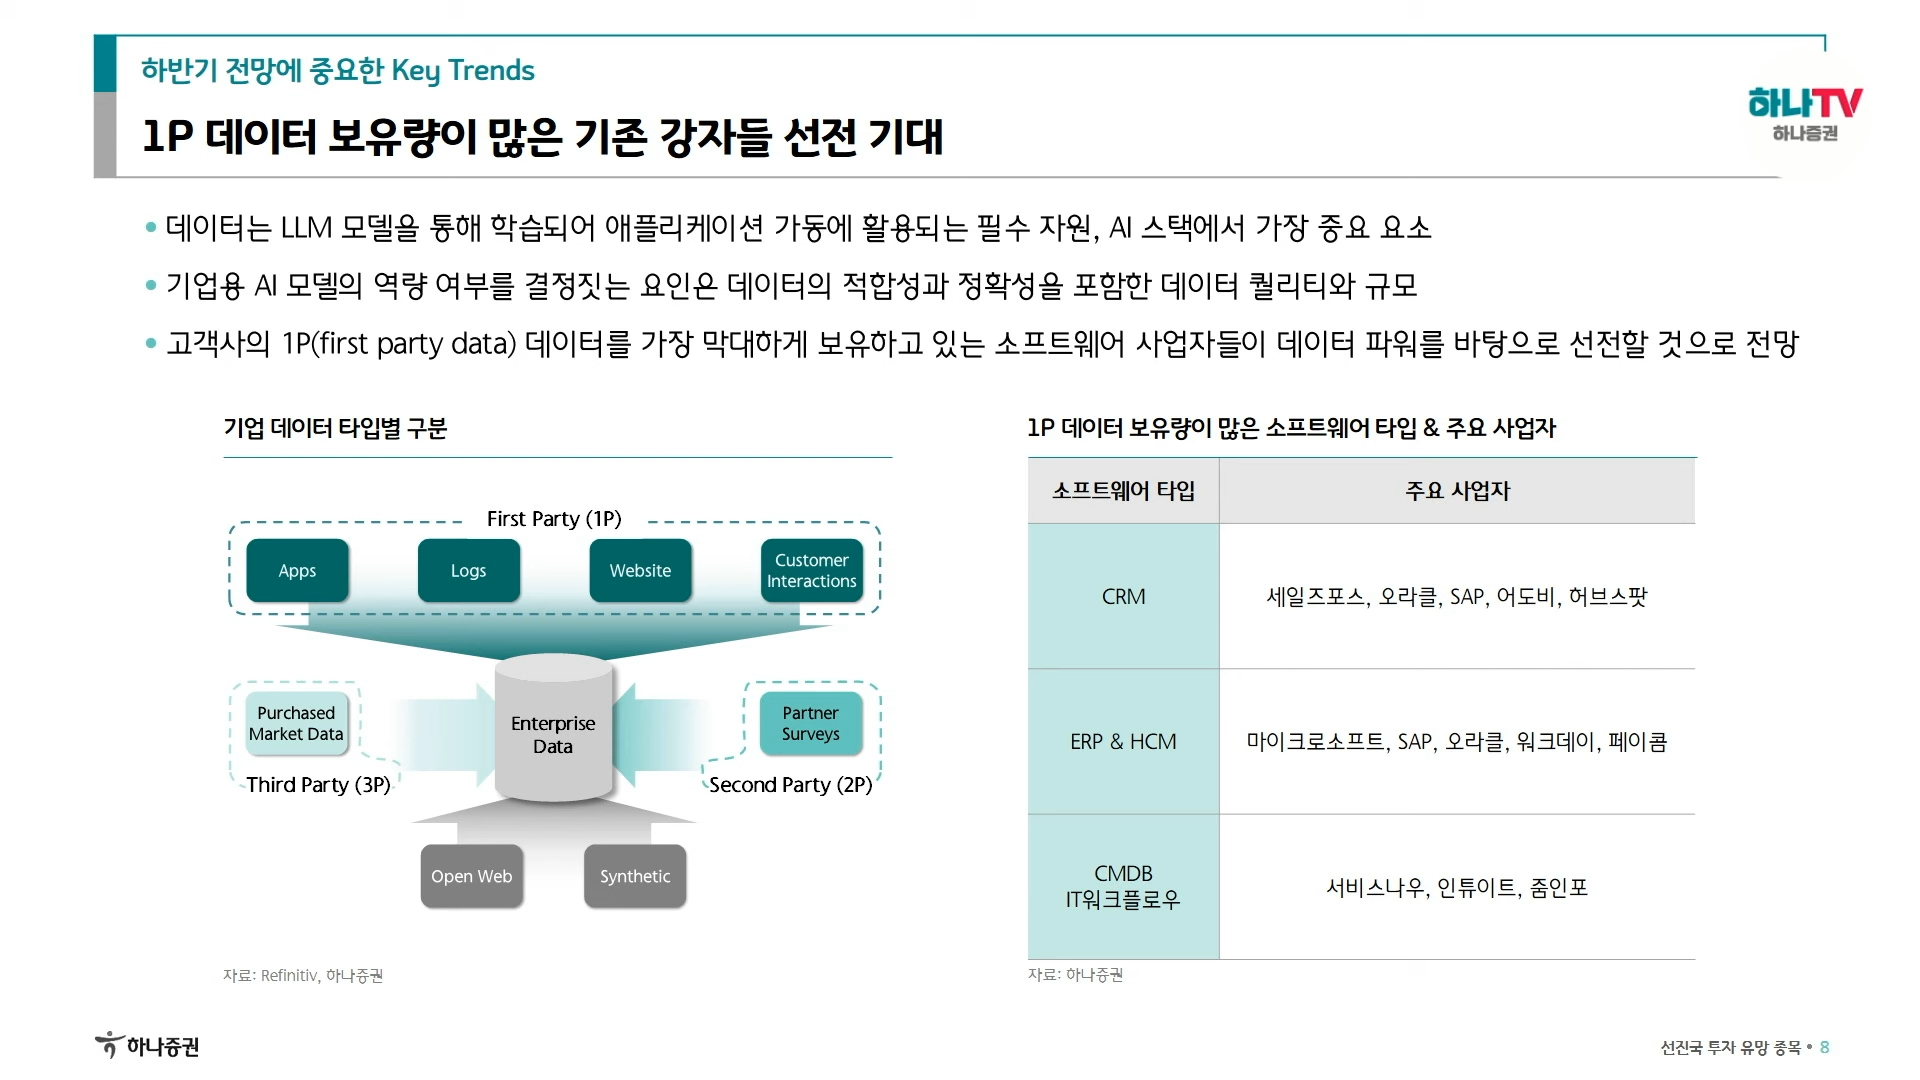 하반기 전망에 중요한 Key Trends
1P 데이터 보유량이 많은 기존 강자들 선전 기대
하나TV
하나증권
• 데이터는 LLM 모델을 통해 학습되어 애플리케이션 가동에 활용되는 필수 자원, AI 스택에서 가장 중요 요소
• 기업용 AI 모델의 역량 여부를 결정짓는 요인은 데이터의 적합성과 정확성을 포함한 데이터 퀄리티와 규모
• 고객사의 1P(first party data) 데이터를 가장 막대하게 보유하고 있는 소프트웨어 사업자들이 데이터 파워를 바탕으로 선전할 것으로 전망
기업 데이터 타입별 구분
First Party (1P)
Apps
Logs
Website
Customer
Interactions
Purchased
Market Data
Third Party (3P)
Enterprise
Data
Partner
Surveys
Second Party (2P)
Open Web
Synthetic
자료: Refinitiv, 하나증권
1P 데이터 보유량이 많은 소프트웨어 타입 & 주요 사업자
소프트웨어 타입 주요 사업자
CRM 세일즈포스, 오라클, SAP, 어도비, 허브스팟
ERP & HCM 마이크로소프트, SAP, 오라클, 워크데이, 페이콤
CMDB
IT워크플로우 서비스나우, 인튜이트, 줌인포
자료: 하나증권
하나증권
선진국 투자 유망 종목 • 8